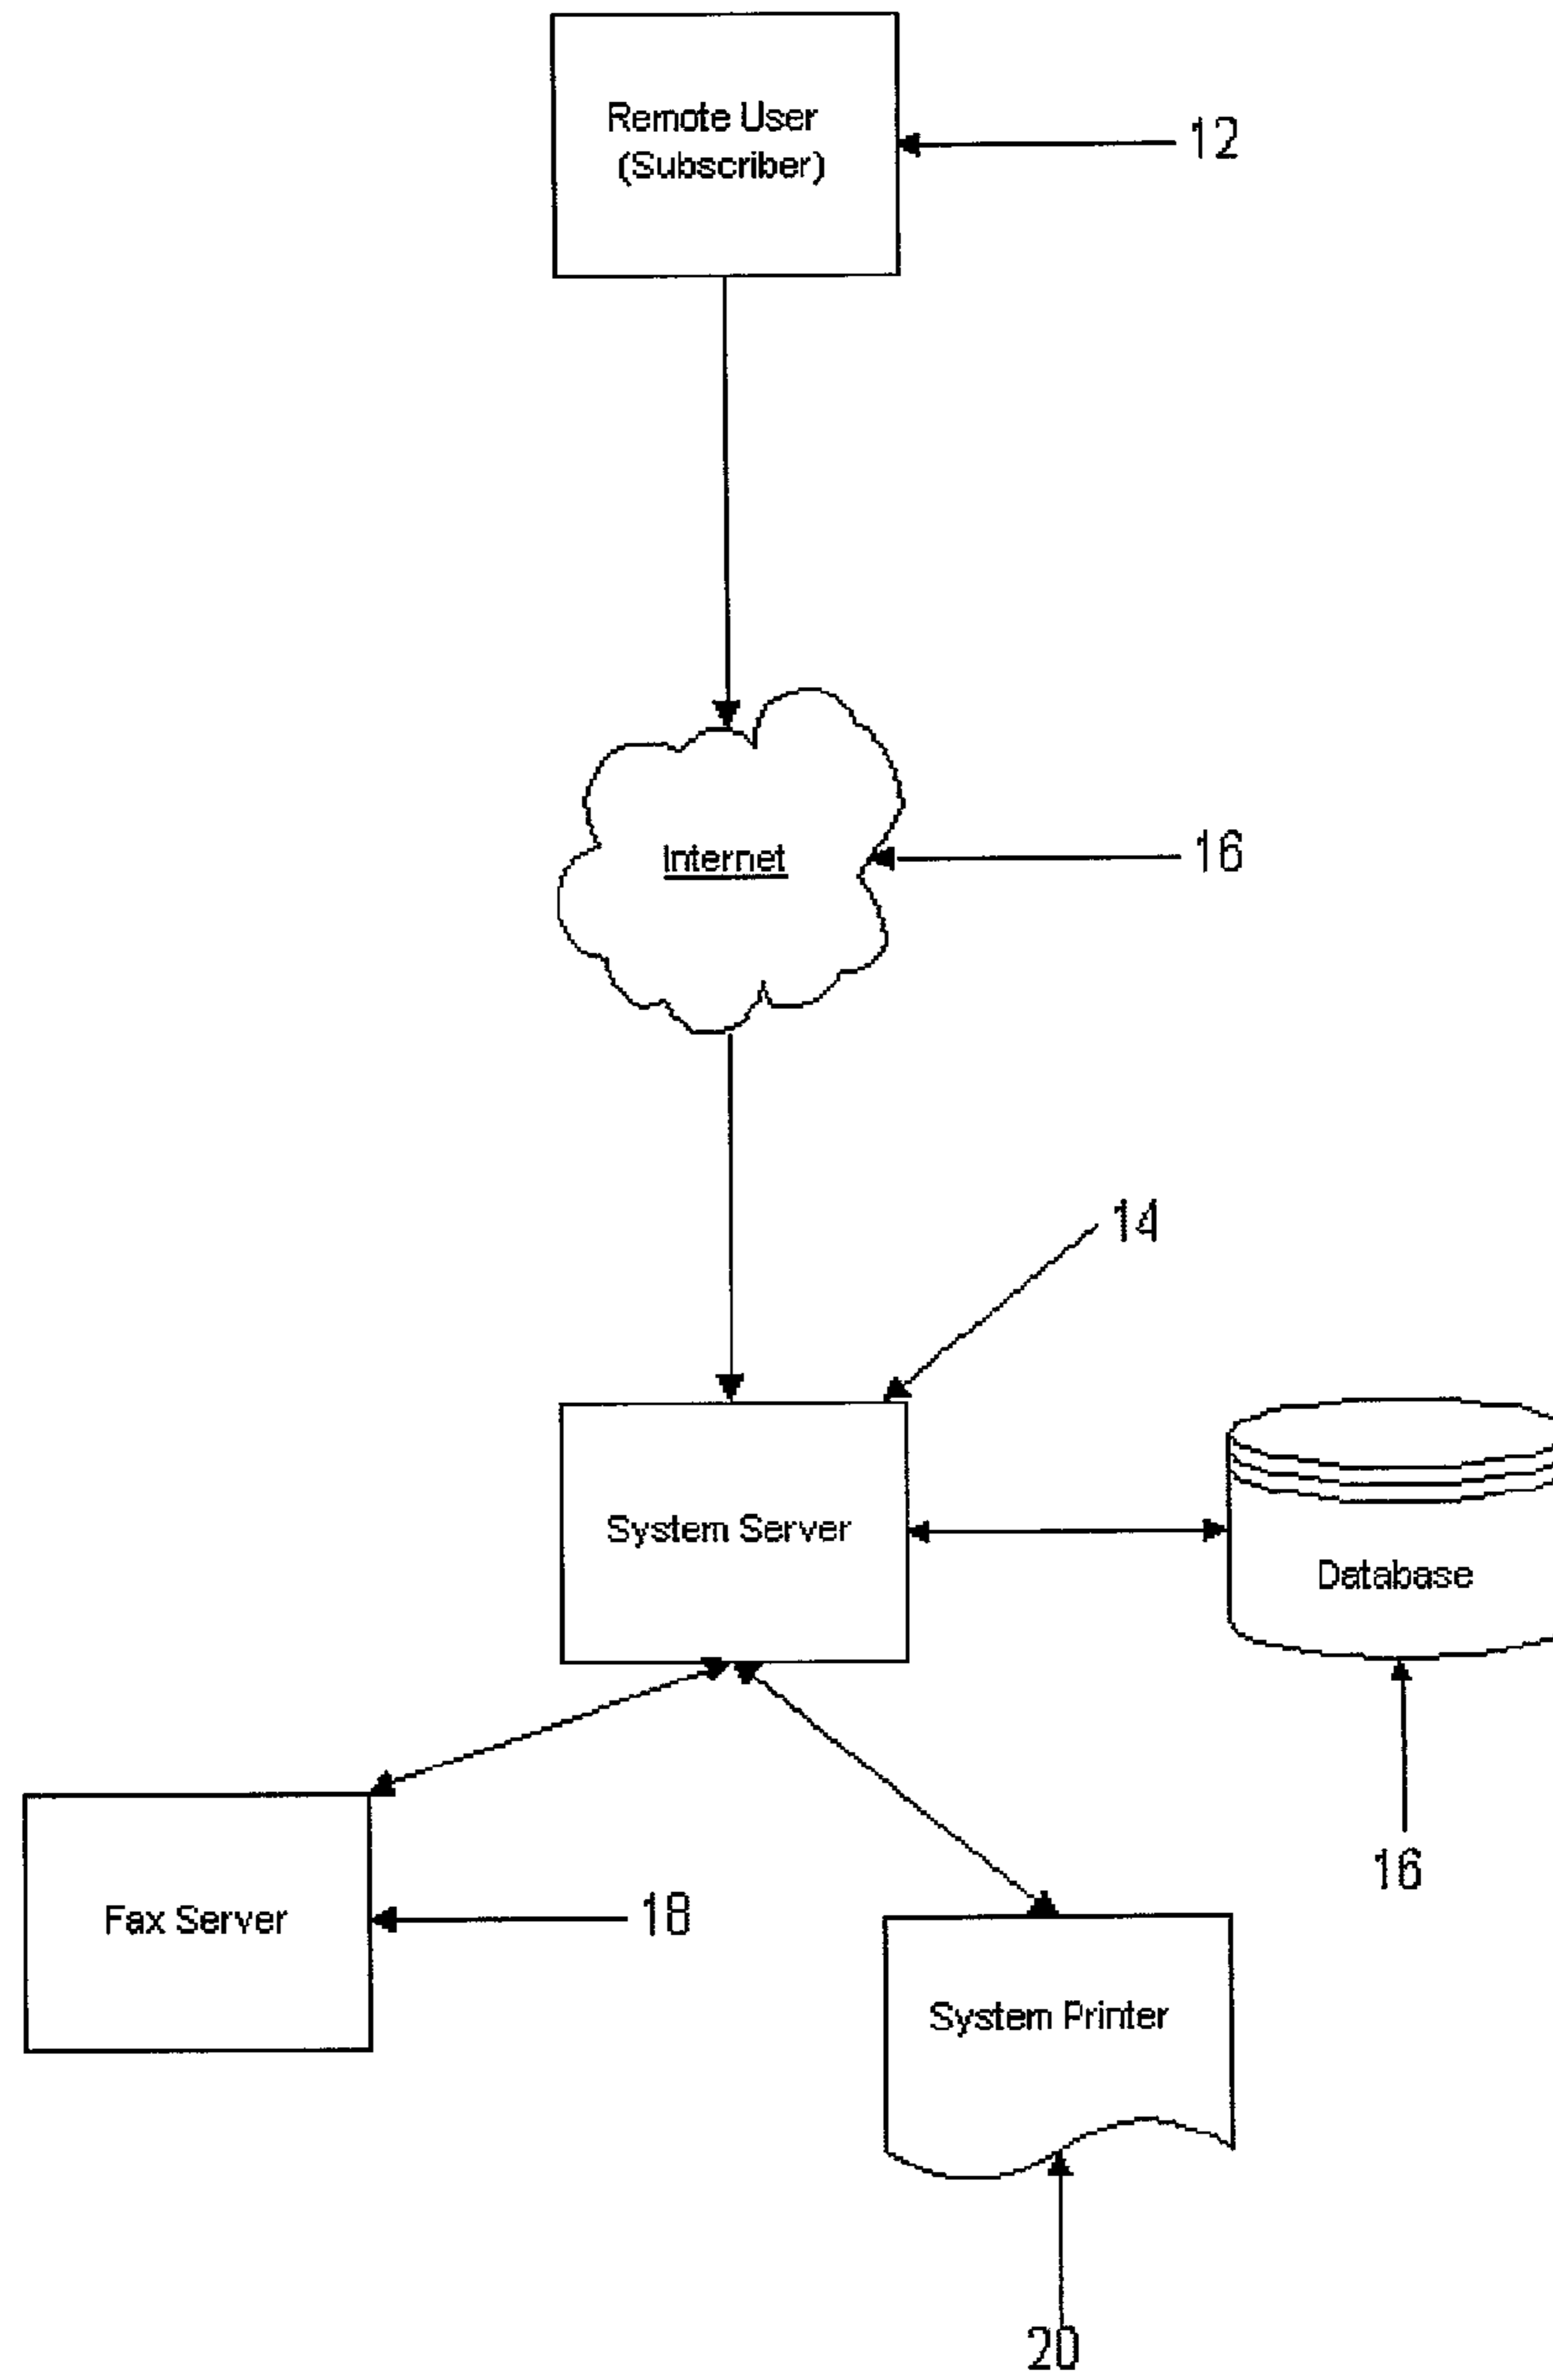 Remote User
(Subscriber)
12
Internet
16
14
System Server
Database
16
Fax Server
18
System Printer
20